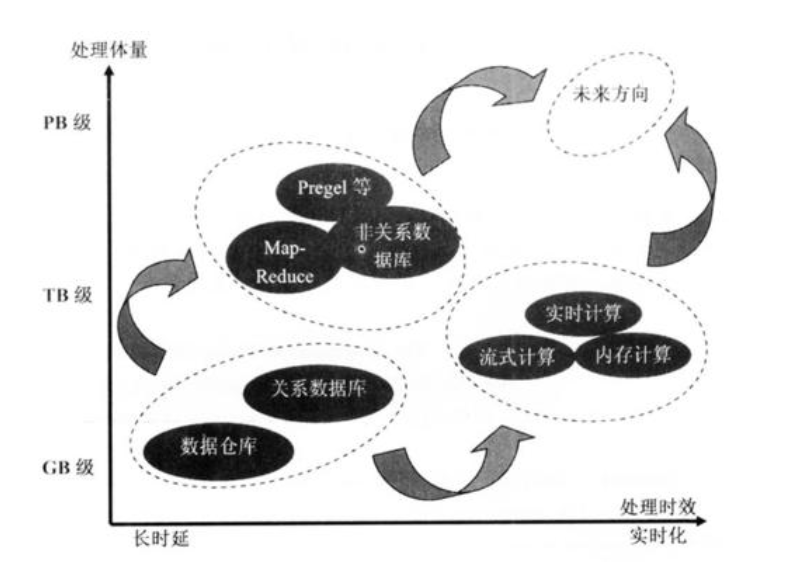 处理体量
PB 级
未来方向
Pregel 等
非关系数
据库
Map-
Reduce
TB 级
实时计算
流式计算
内存计算
关系数据库
数据仓库
GB 级
处理时效
长时延
实时化